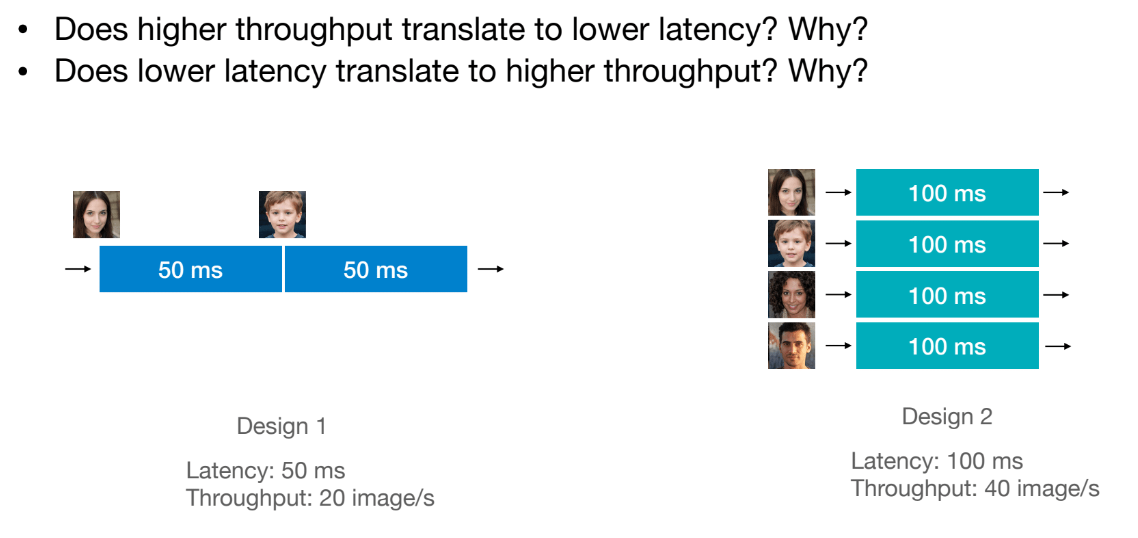 • Does higher throughput translate to lower latency? Why?
• Does lower latency translate to higher throughput? Why?
50 ms
50 ms
Design 1
Latency: 50 ms
Throughput: 20 image/s
100 ms
100 ms
100 ms
100 ms
Design 2
Latency: 100 ms
Throughput: 40 image/s